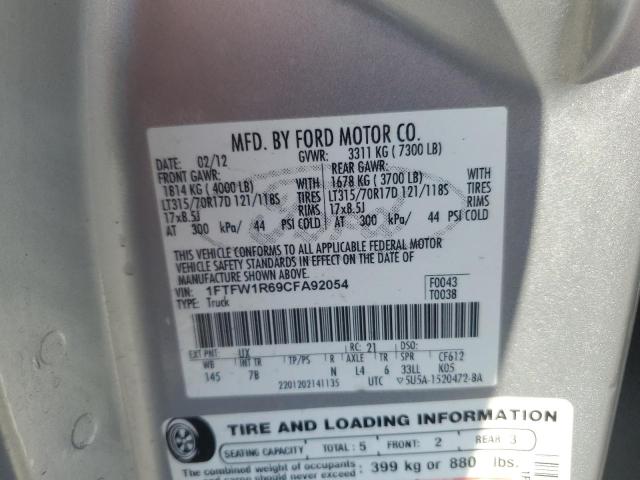 MFD. BY FORD MOTOR CO.
DATE: 02/12 GVWR: 3311 KG ( 7300 LB)
FRONT GAWR: REAR GAWR:
1814 KG ( 4000 LB) 1678 KG ( 3700 LB)
LT315/70R17D 121/118S TIRES LT315/70R17D 121/118S TIRES
17x8.5J RIMS 17x8.5J RIMS
AT 300 kPa/ 44 PSI COLD AT 300 kPa/ 44 PSI COLD
THIS VEHICLE CONFORMS TO ALL APPLICABLE FEDERAL MOTOR
VEHICLE SAFETY STANDARDS IN EFFECT ON THE DATE OF
MANUFACTURE SHOWN ABOVE.
VIN: 1FTFW1R69CFA92054 F0043
TYPE: Truck T0038
EXT PNT: UX RC: 21
WB INT TR TP/PS R AXLE TR SPR CF612
145 7B N L4 6 33LL K05
2201202141135 UTC 5U5A-1520472-BA
TIRE AND LOADING INFORMATION
SEATING CAPACITY TOTAL: 5 FRONT: 2 REAR: 3
The combined weight of occupants 399 kg or 880 lbs.